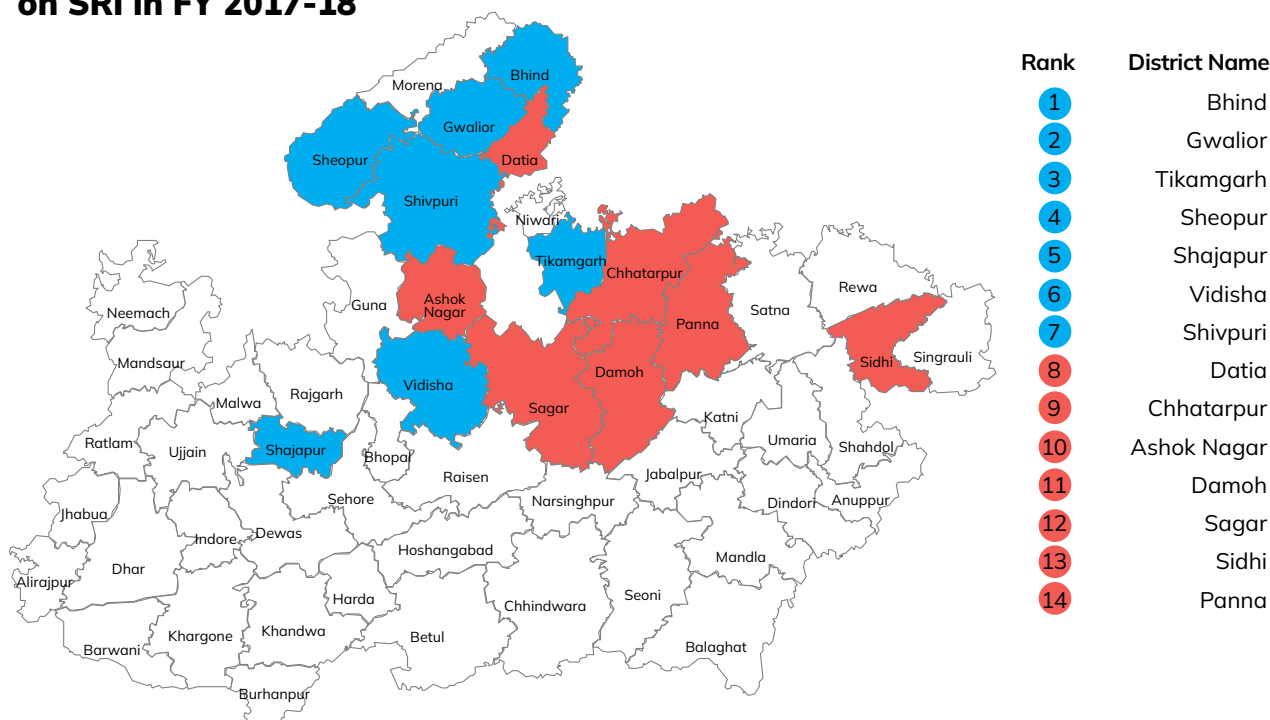 on SRI in FY 2017-18
Rank District Name
1 Bhind
2 Gwalior
3 Tikamgarh
4 Sheopur
5 Shajapur
6 Vidisha
7 Shivpuri
8 Datia
9 Chhatarpur
10 Ashok Nagar
11 Damoh
12 Sagar
13 Sidhi
14 Panna
Bhind
Morena
Gwalior
Sheopur
Datia
Shivpuri
Niwari
Tikamgarh
Chhatarpur
Rewa
Ashok
Nagar
Guna
Neemach
Satna
Panna
Singrauli
Sidhi
Mandsaur
Damoh
Vidisha
Rajgarh
Malwa
Sagar
Katni
Umaria
Shahdol
Ratlam
Ujjain
Shajapur
Bhopal
Raisen
Jabalpur
Sehore
Narsinghpur
Dindori
Anuppur
Jhabua
Indore
Dewas
Hoshangabad
Mandla
Dhar
Alirajpur
Harda
Chhindwara
Seoni
Khargone
Khandwa
Betul
Barwani
Balaghat
Burhanpur